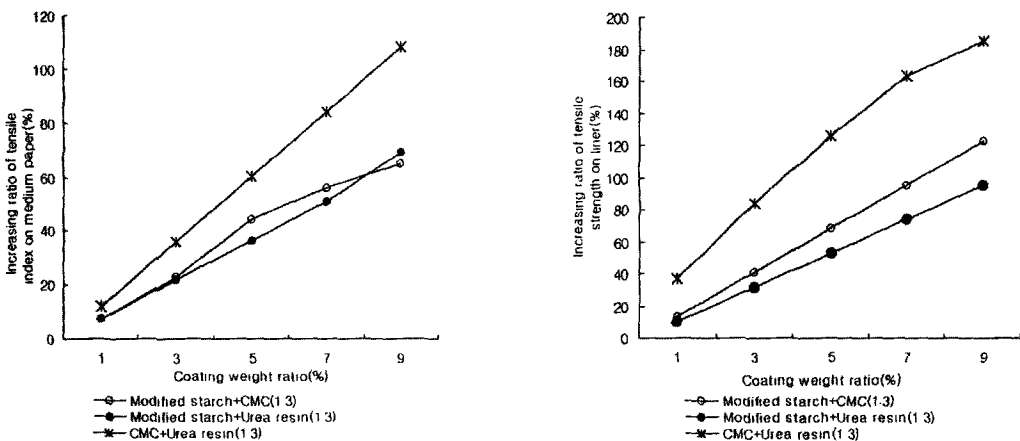 120
100
80
60
40
20
0
Increasing ratio of tensile
index on medium paper(%)
1 3 5 7 9
Coating weight ratio(%)
Modified starch+CMC(1 3)
Modified starch+Urea resin(1 3)
CMC+Urea resin(1 3)
200
180
160
140
120
100
80
60
40
20
0
Increasing ratio of tensile
strength on liner(%)
1 3 5 7 9
Coating weight ratio(%)
Modified starch+CMC(1.3)
Modified starch+Urea resin(1 3)
CMC+Urea resin(1 3)